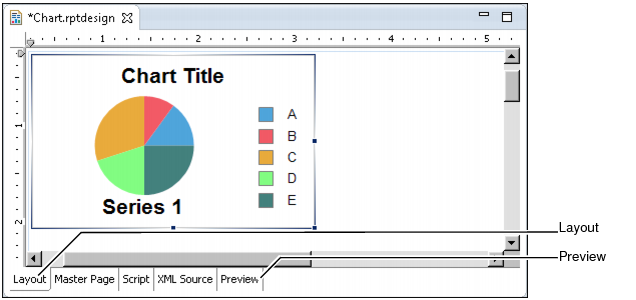 *Chart.rptdesign
1 2 3 4 5
1
2
Chart Title
A
B
C
D
E
Series 1
Layout
Preview
Layout Master Page Script XML Source Preview